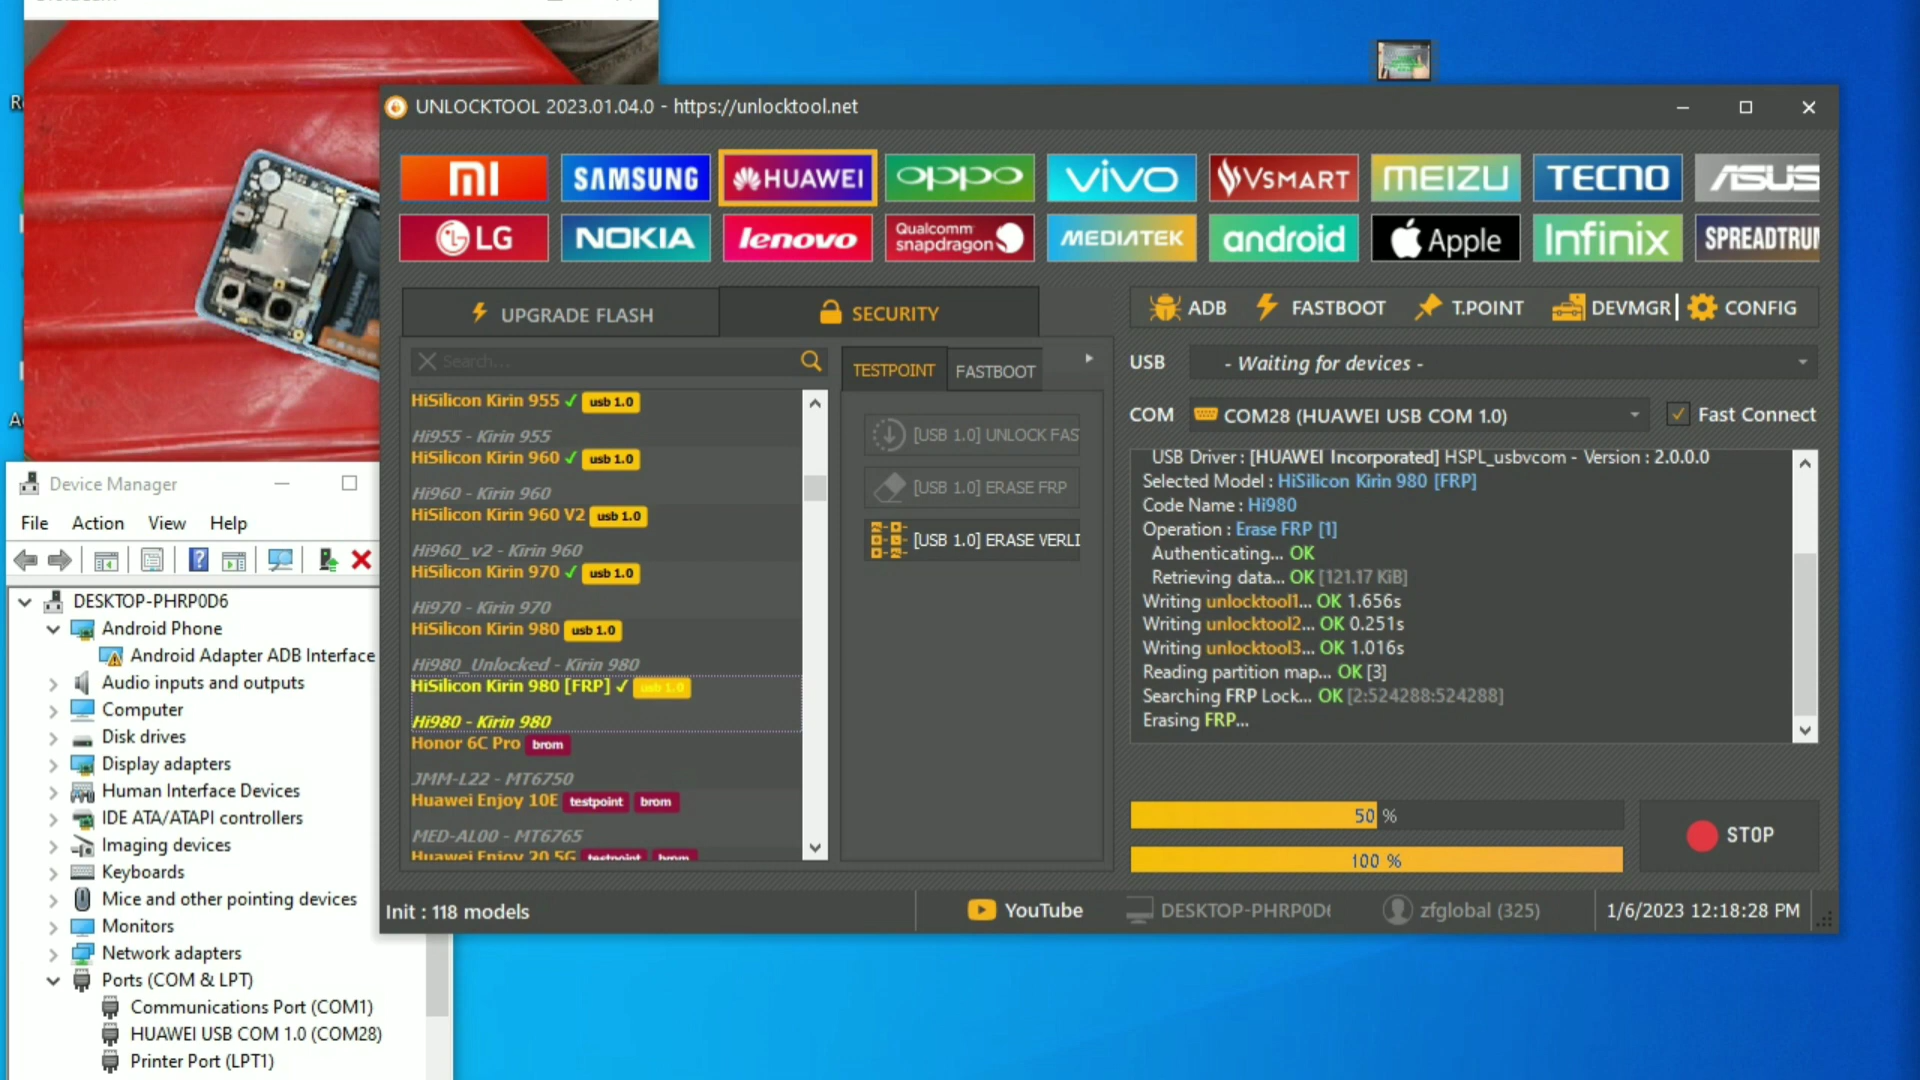 UNLOCKTOOL 2023.01.04.0 - https://unlocktool.net
MI SAMSUNG HUAWEI oppo vivo VSMART MEIZU TECNO ASUS
LG NOKIA lenovo Qualcomm snapdragon MEDIATEK android Apple Infinix SPREADTRUM
UPGRADE FLASH SECURITY
ADB FASTBOOT T.POINT DEVMGR CONFIG
Search...
TESTPOINT FASTBOOT
USB - Waiting for devices -
COM COM28 (HUAWEI USB COM 1.0) Fast Connect
HiSilicon Kirin 955 ✓ usb 1.0
Hi955 - Kirin 955
HiSilicon Kirin 960 ✓ usb 1.0
Hi960 - Kirin 960
HiSilicon Kirin 960 V2 usb 1.0
Hi960_v2 - Kirin 960
HiSilicon Kirin 970 ✓ usb 1.0
Hi970 - Kirin 970
HiSilicon Kirin 980 usb 1.0
Hi980_Unlocked - Kirin 980
HiSilicon Kirin 980 [FRP] ✓ usb 1.0
Hi980 - Kirin 980
Honor 6C Pro brom
JMM-L22 - MT6750
Huawei Enjoy 10E testpoint brom
MED-AL00 - MT6765
Huawei Enjoy 20 5G testpoint brom
[USB 1.0] UNLOCK FAS
[USB 1.0] ERASE FRP
[USB 1.0] ERASE VERLI
USB Driver : [HUAWEI Incorporated] HSPL_usbvcom - Version : 2.0.0.0
Selected Model : HiSilicon Kirin 980 [FRP]
Code Name : Hi980
Operation : Erase FRP [1]
Authenticating... OK
Retrieving data... OK [121.17 KiB]
Writing unlocktool1... OK 1.656s
Writing unlocktool2... OK 0.251s
Writing unlocktool3... OK 1.016s
Reading partition map... OK [3]
Searching FRP Lock... OK [2:524288:524288]
Erasing FRP...
50 %
100 %
STOP
Init : 118 models
YouTube
DESKTOP-PHRP0D
zfglobal (325)
1/6/2023 12:18:28 PM
Device Manager
File Action View Help
DESKTOP-PHRP0D6
Android Phone
Android Adapter ADB Interface
Audio inputs and outputs
Computer
Disk drives
Display adapters
Human Interface Devices
IDE ATA/ATAPI controllers
Imaging devices
Keyboards
Mice and other pointing devices
Monitors
Network adapters
Ports (COM & LPT)
Communications Port (COM1)
HUAWEI USB COM 1.0 (COM28)
Printer Port (LPT1)